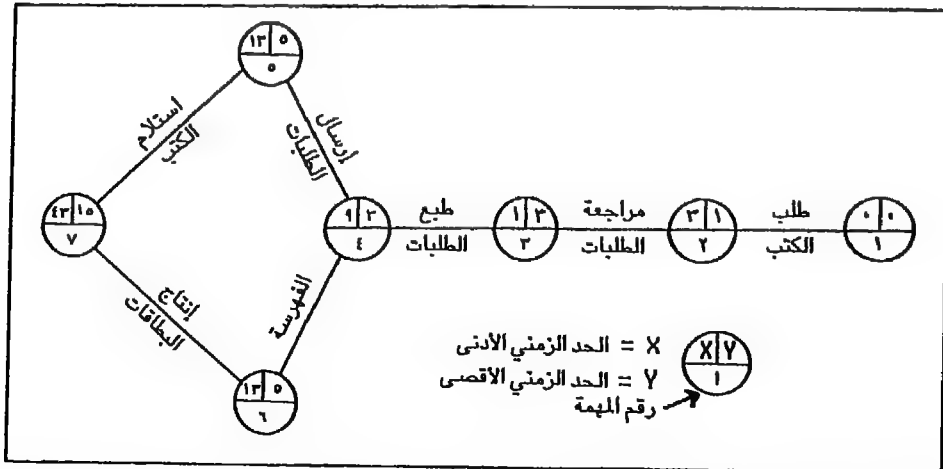 ١٣ ٥
٥
استلام
الكتب
إرسال
الطلبات
٠ ٠
١
طلب
الكتب
٣ ١
٢
مراجعة
الطلبات
١ ٣
٣
طبع
الطلبات
٩ ٢
٤
٤٣ ١٥
٧
الفهرسة
إنتاج
البطاقات
١٣ ٥
٦
X Y
١
X = الحد الزمني الأدنى
Y = الحد الزمني الأقصى
رقم المهمة